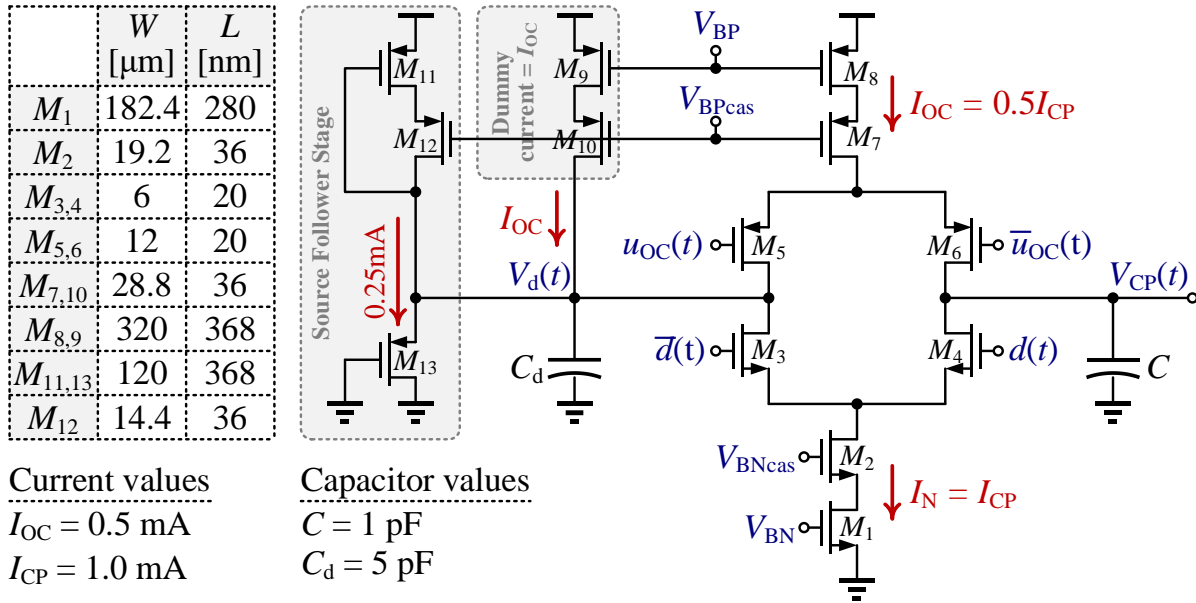 W L
[μm] [nm]
M1 182.4 280
M2 19.2 36
M3,4 6 20
M5,6 12 20
M7,10 28.8 36
M8,9 320 368
M11,13 120 368
M12 14.4 36
Current values
IOC = 0.5 mA
ICP = 1.0 mA
Capacitor values
C = 1 pF
Cd = 5 pF
Source Follower Stage
M11
M12
0.25mA
M13
Dummy
current = IOC
M9
M10
IOC
Vd(t)
Cd
VBP
VBPcas
M8
M7
IOC = 0.5ICP
uOC(t)
M5
M6
u̅OC(t)
VCP(t)
d̅(t)
M3
M4
d(t)
C
VBNcas
M2
VBN
M1
IN = ICP